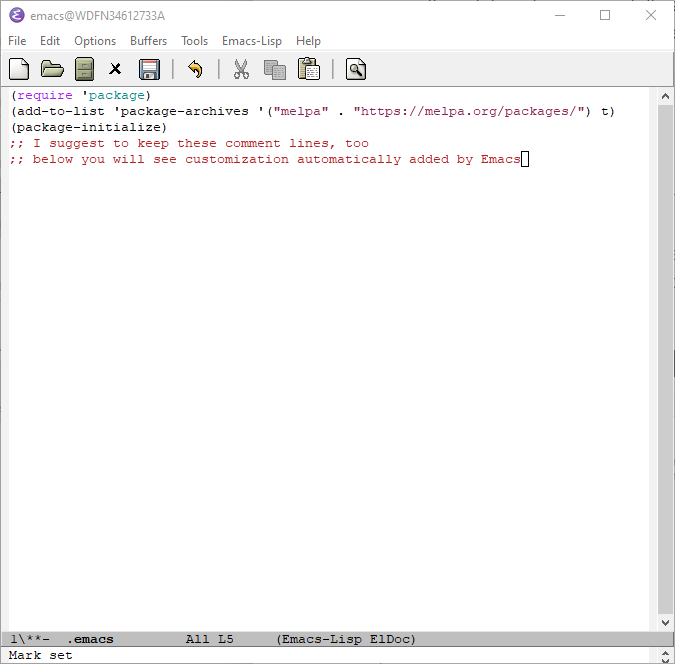 emacs@WDFN34612733A
File Edit Options Buffers Tools Emacs-Lisp Help
(require 'package)
(add-to-list 'package-archives '("melpa" . "https://melpa.org/packages/") t)
(package-initialize)
;; I suggest to keep these comment lines, too
;; below you will see customization automatically added by Emacs
1\**- .emacs All L5 (Emacs-Lisp ElDoc)
Mark set